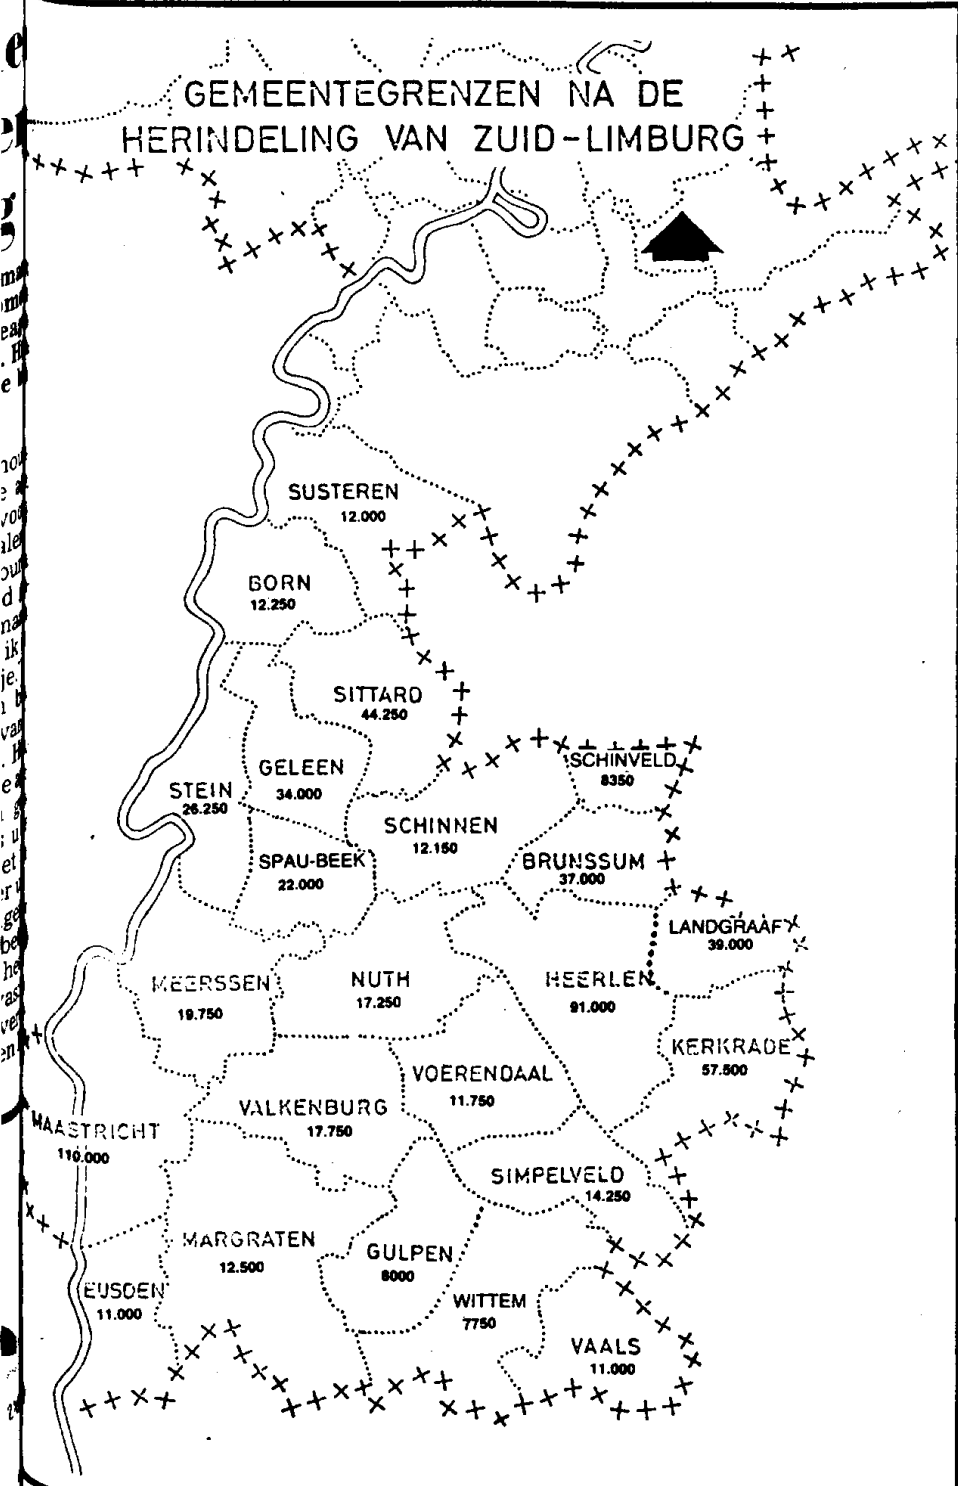 GEMEENTEGRENZEN NA DE
HERINDELING VAN ZUID-LIMBURG
SUSTEREN
12.000
BORN
12.250
SITTARD
44.250
GELEEN
34.000
STEIN
26.250
SCHINVELD
8350
SCHINNEN
12.150
SPAU-BEEK
22.000
BRUNSSUM
37.000
LANDGRAAF
39.000
MEERSSEN
19.750
NUTH
17.250
HEERLEN
91.000
KERKRADE
57.500
VOERENDAAL
11.750
VALKENBURG
17.750
MAASTRICHT
110.000
SIMPELVELD
14.250
MARGRATEN
12.500
GULPEN
8000
EIJSDEN
11.000
WITTEM
7750
VAALS
11.000